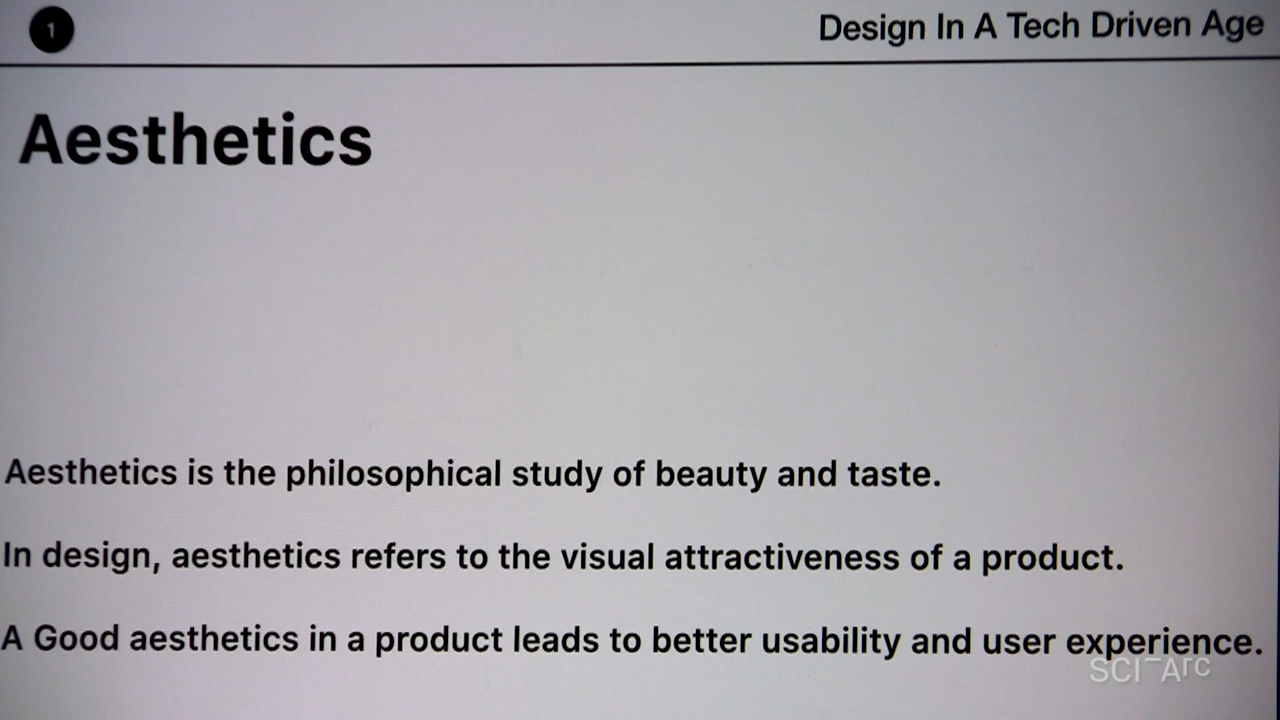 1
Design In A Tech Driven Age
Aesthetics
Aesthetics is the philosophical study of beauty and taste.
In design, aesthetics refers to the visual attractiveness of a product.
A Good aesthetics in a product leads to better usability and user experience.
SCI-Arc